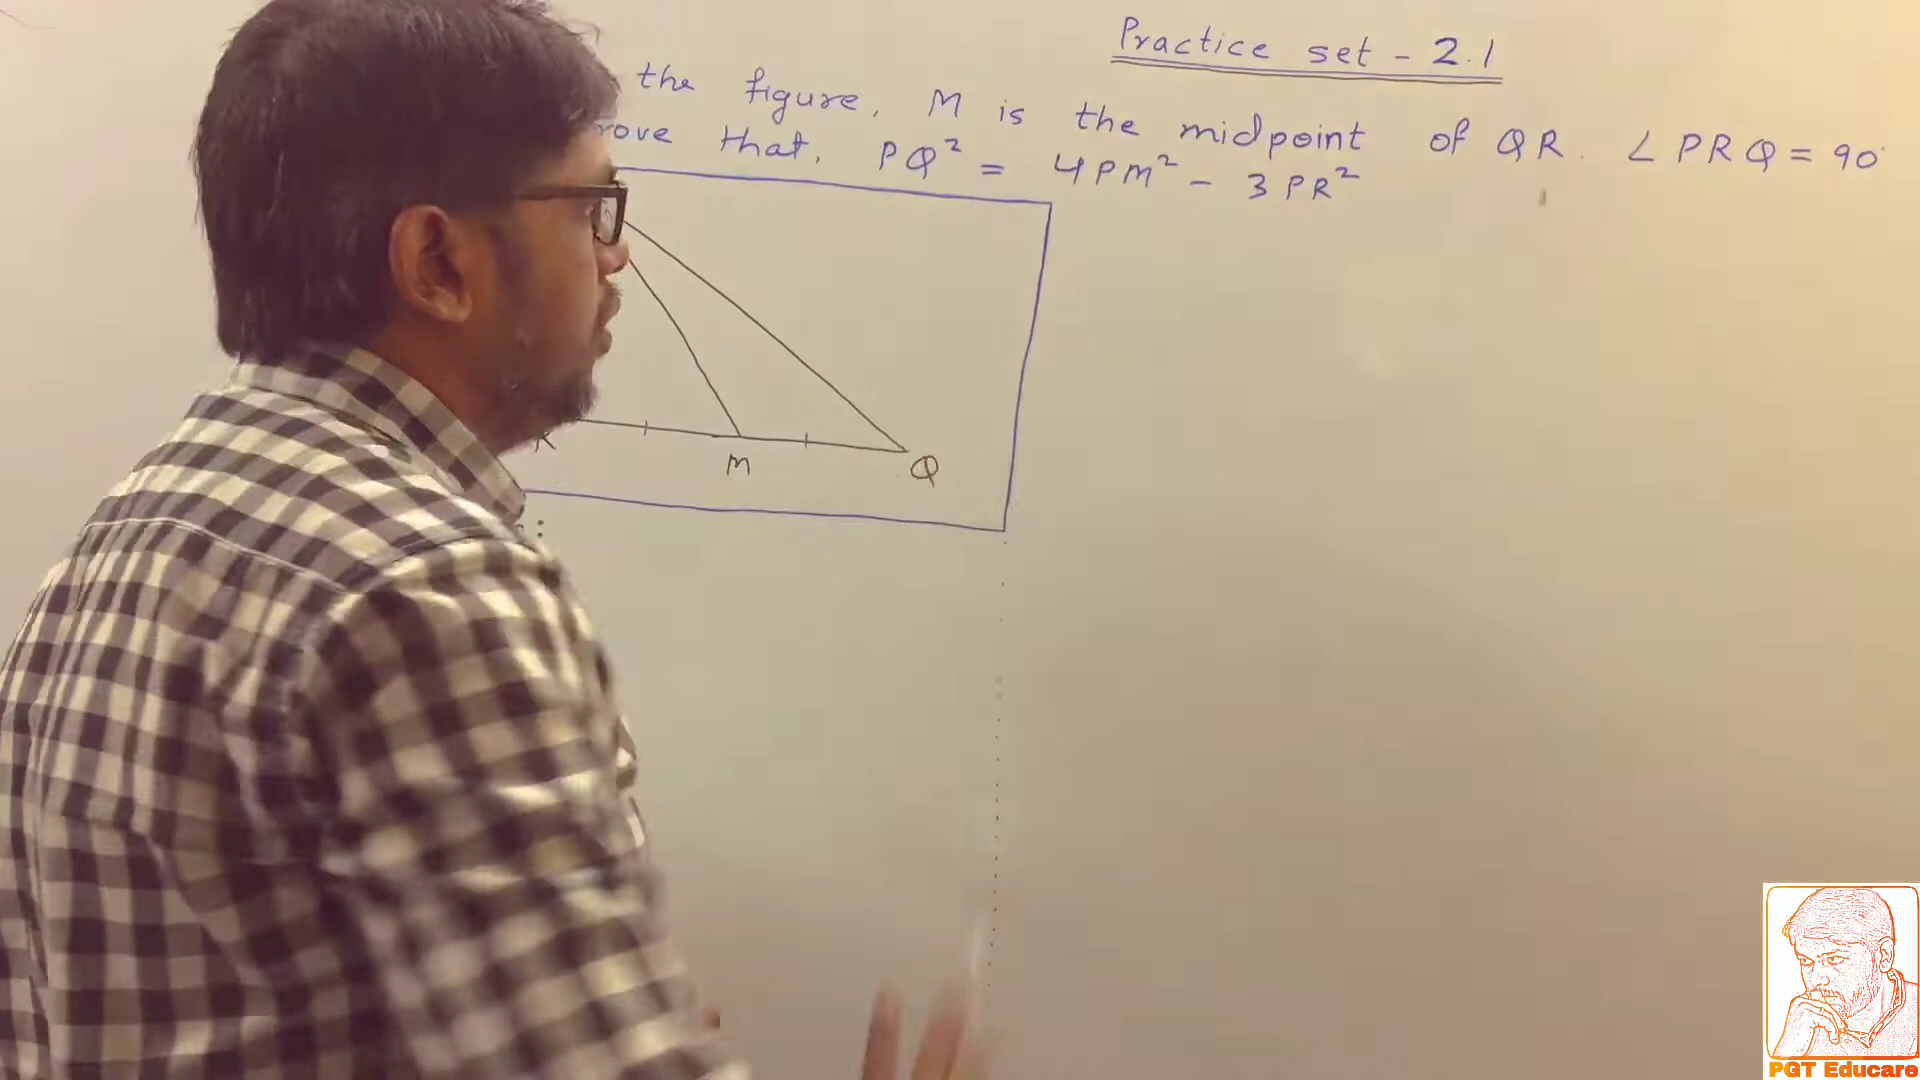 Practice set - 2.1
the figure, M is the midpoint of QR. ∠PRQ = 90°
rove that, PQ² = 4PM² - 3PR²
R
M
Q
PGT Educare